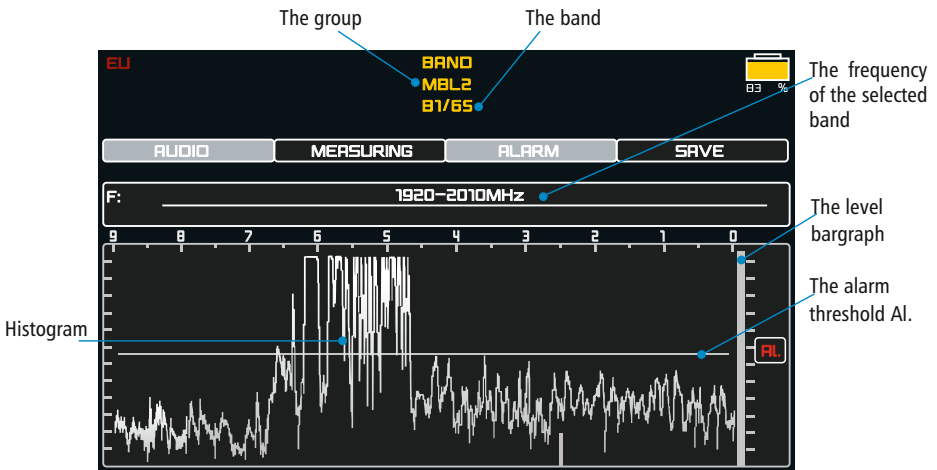 The group
The band
EU
BAND
MBL2
B1/65
83 %
The frequency
of the selected
band
AUDIO
MEASURING
ALARM
SAVE
F:
1920-2010MHz
9 8 7 6 5 4 3 2 1 0
The level
bargraph
The alarm
threshold Al.
Histogram
Al.